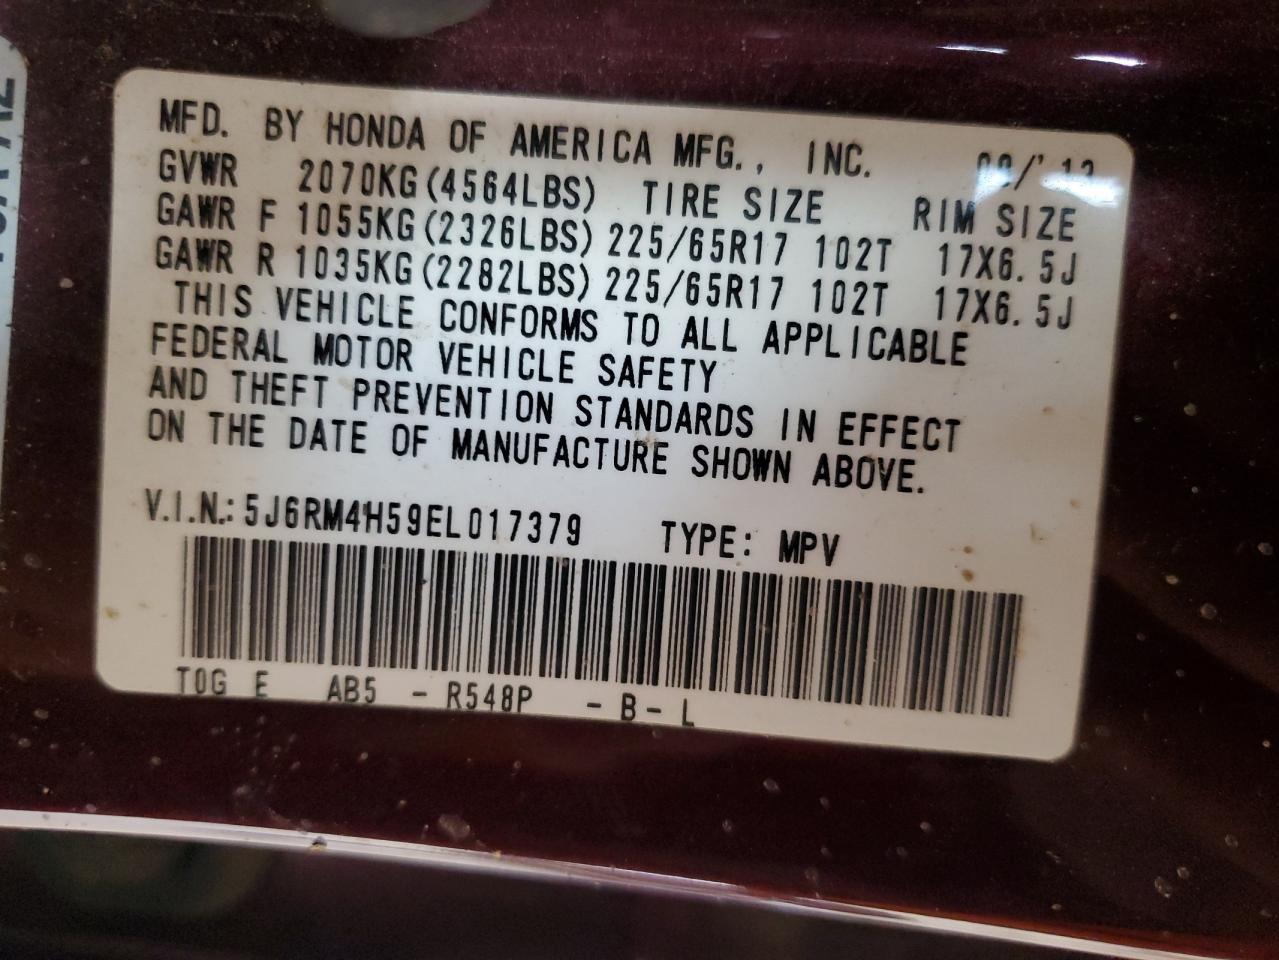 MFD. BY HONDA OF AMERICA MFG., INC.
GVWR 2070KG(4564LBS) TIRE SIZE RIM SIZE
GAWR F 1055KG(2326LBS) 225/65R17 102T 17X6.5J
GAWR R 1035KG(2282LBS) 225/65R17 102T 17X6.5J
THIS VEHICLE CONFORMS TO ALL APPLICABLE
FEDERAL MOTOR VEHICLE SAFETY
AND THEFT PREVENTION STANDARDS IN EFFECT
ON THE DATE OF MANUFACTURE SHOWN ABOVE.
V.I.N.: 5J6RM4H59EL017379 TYPE: MPV
TOG E AB5 - R548P - B - L